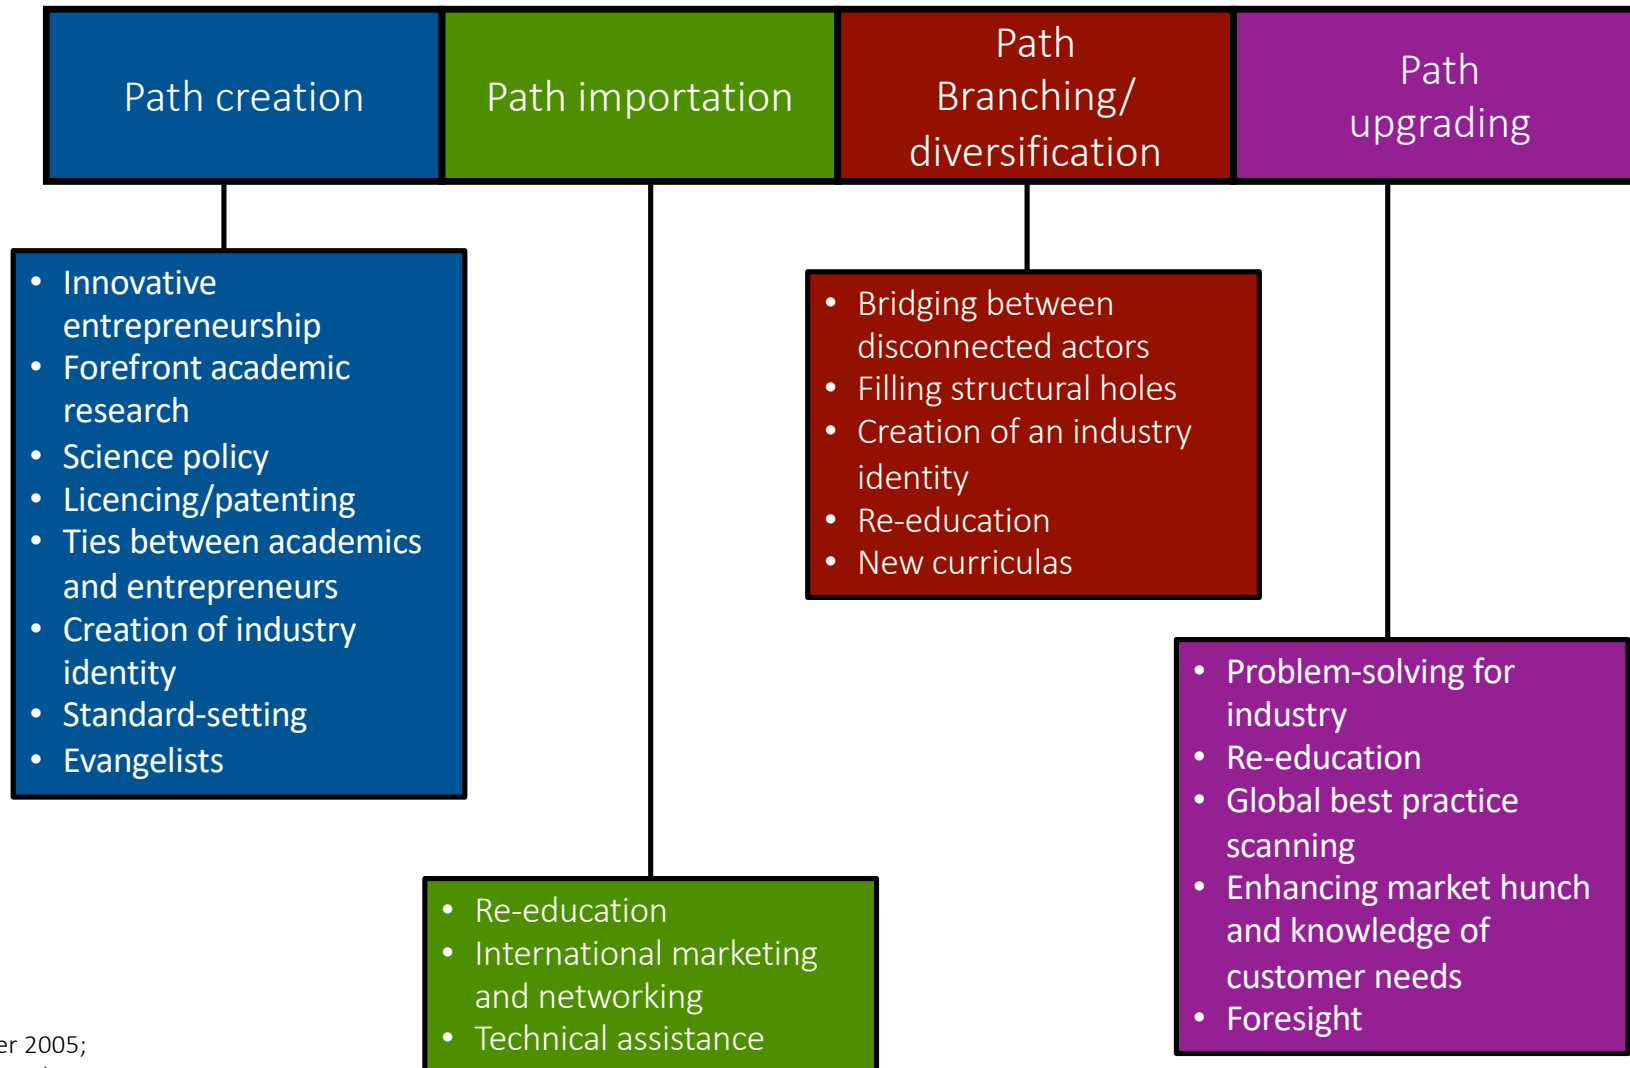 Path creation
Path importation
Path
Branching/
diversification
Path
upgrading
• Innovative
entrepreneurship
• Forefront academic
research
• Science policy
• Licencing/patenting
• Ties between academics
and entrepreneurs
• Creation of industry
identity
• Standard-setting
• Evangelists
• Re-education
• International marketing
and networking
• Technical assistance
• Bridging between
disconnected actors
• Filling structural holes
• Creation of an industry
identity
• Re-education
• New curriculas
• Problem-solving for
industry
• Re-education
• Global best practice
scanning
• Enhancing market hunch
and knowledge of
customer needs
• Foresight
2005;